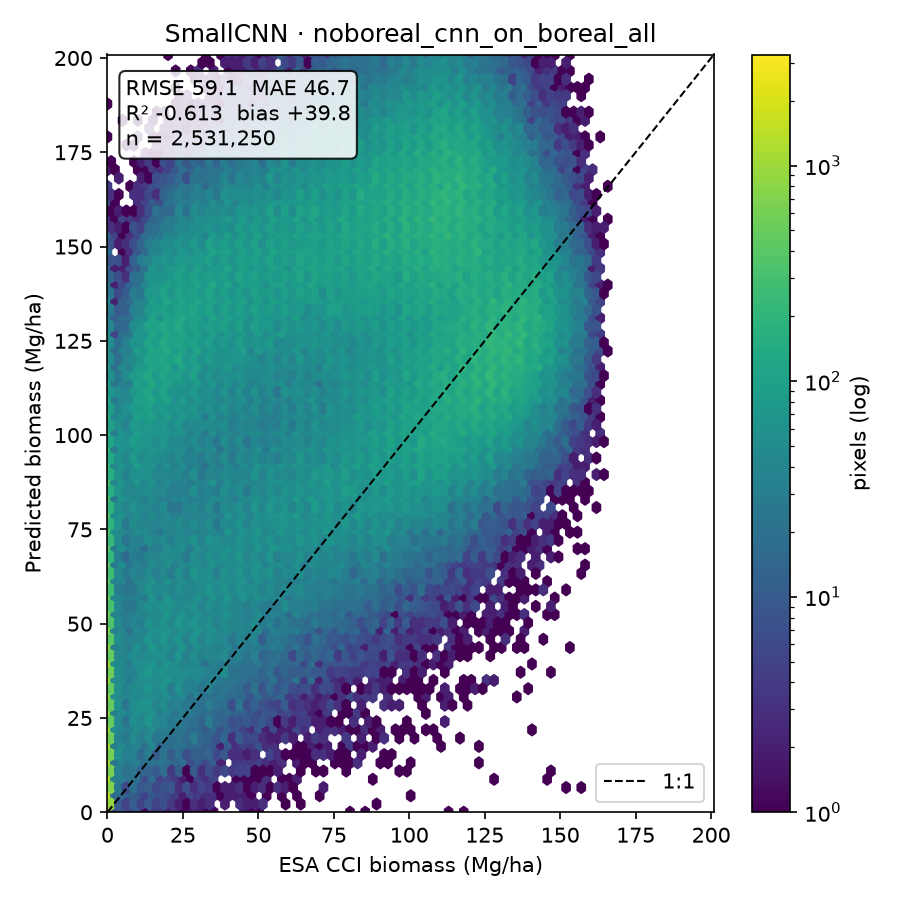 SmallCNN · noboreal_cnn_on_boreal_all
RMSE 59.1  MAE 46.7
R² -0.613  bias +39.8
n = 2,531,250
Predicted biomass (Mg/ha)
200
175
150
125
100
75
50
25
0
0 25 50 75 100 125 150 175 200
ESA CCI biomass (Mg/ha)
1:1
10³
10²
10¹
10⁰
pixels (log)